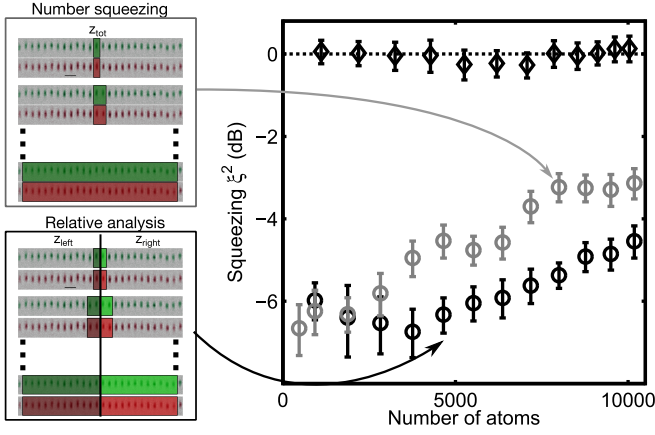 Number squeezing
z_tot
Relative analysis
z_left z_right
Squeezing ξ² (dB)
0
−2
−4
−6
0 5000 10000
Number of atoms